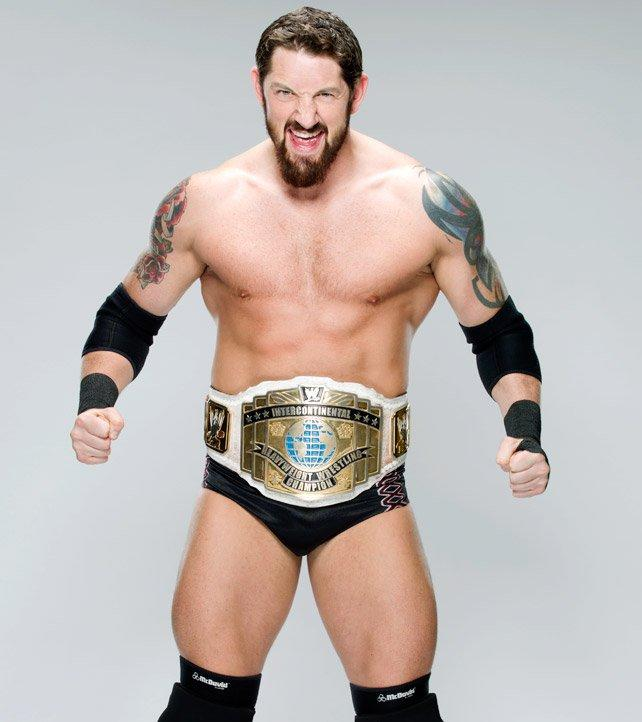 W
INTERCONTINENTAL
HEAVYWEIGHT WRESTLING
CHAMPION
McDavid
McDavid